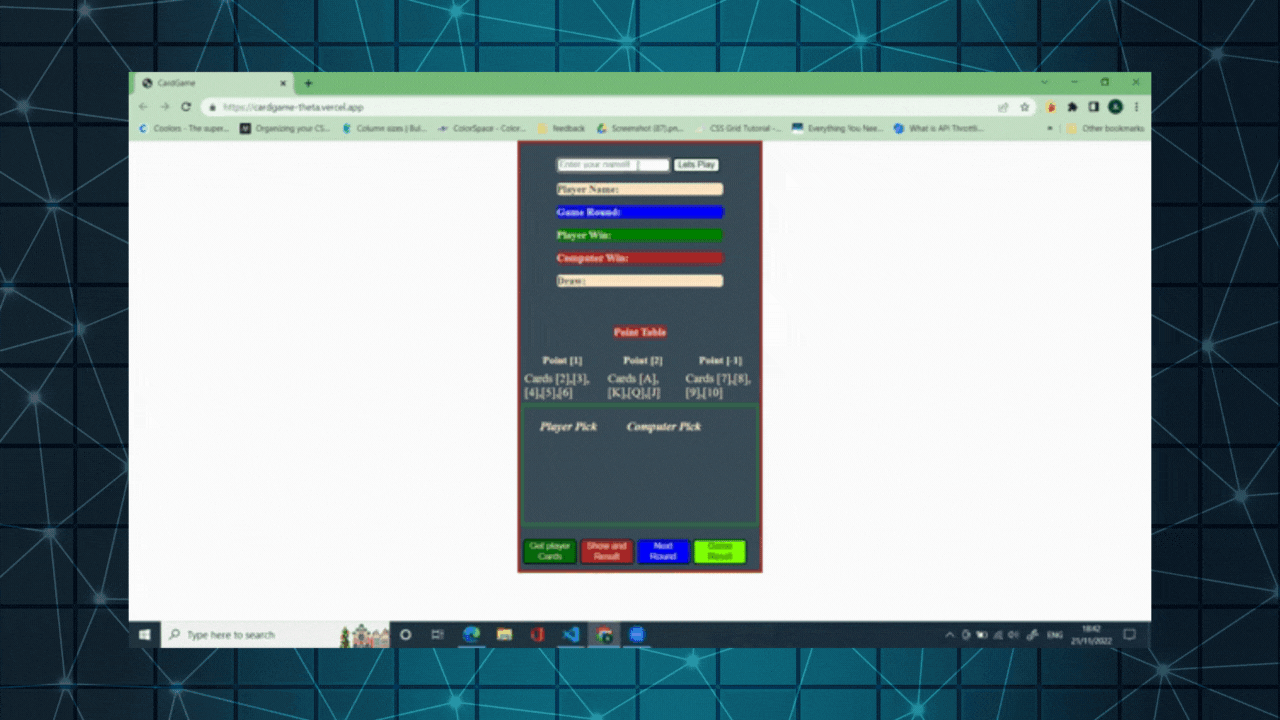 CardGame
https://cardgame-theta.vercel.app
Coolors - The super... Organizing your CS... Column sizes | Bul... ColorSpace - Color... feedback Screenshot (87).pn... CSS Grid Tutorial -... Everything You Nee... What is API Throttli... Other bookmarks
Enter your name!! Lets Play
Player Name:
Game Round:
Player Win:
Computer Win:
Draw:
Point Table
Point [1] Point [2] Point [-1]
Cards [2],[3], Cards [A], Cards [7],[8],
[4],[5],[6] [K],[Q],[J] [9],[10]
Player Pick Computer Pick
Get player Show and Next Game
Cards Result Round Result
Type here to search
ENG
18:42
21/11/2022